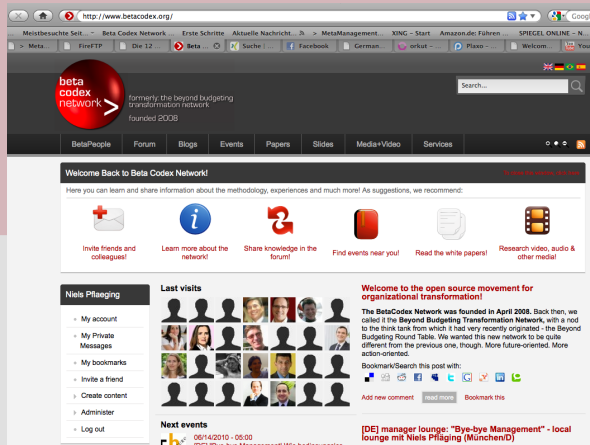 http://www.betacodex.org/
Meistbesuchte Seit... Beta Codex Network ... Erste Schritte Aktuelle Nachricht... > MetaManagement... XING – Start Amazon.de: Führen ... SPIEGEL ONLINE – N...
> Meta... FireFTP Die 12 ... Beta ... Suche | ... Facebook German... orkut – ... Plaxo – ... Welcom... You
beta
codex
network >
formerly: the beyond budgeting
transformation network
founded 2008
Search...
BetaPeople Forum Blogs Events Papers Slides Media+Video Services
Welcome Back to Beta Codex Network!
Here you can learn and share information about the methodology, experiences and much more! As suggestions, we recommend:
Invite friends and
colleagues!
Learn more about the
network!
Share knowledge in the
forum!
Find events near you!
Read the white papers!
Research video, audio &
other media!
Niels Pflaeging
My account
My Private
Messages
My bookmarks
Invite a friend
Create content
Administer
Log out
Last visits
Next events
06/14/2010 - 05:00
Welcome to the open source movement for
organizational transformation!
The BetaCodex Network was founded in April 2008. Back then, we
called it the Beyond Budgeting Transformation Network, with a nod
to the think tank from which it had very recently originated - the Beyond
Budgeting Round Table. We wanted this new network to be quite
different from the previous one, though. More future-oriented. More
action-oriented.
Bookmark/Search this post with:
Add new comment read more Bookmark this
[DE] manager lounge: "Bye-bye Management" - local
lounge mit Niels Pfläging (München/D)